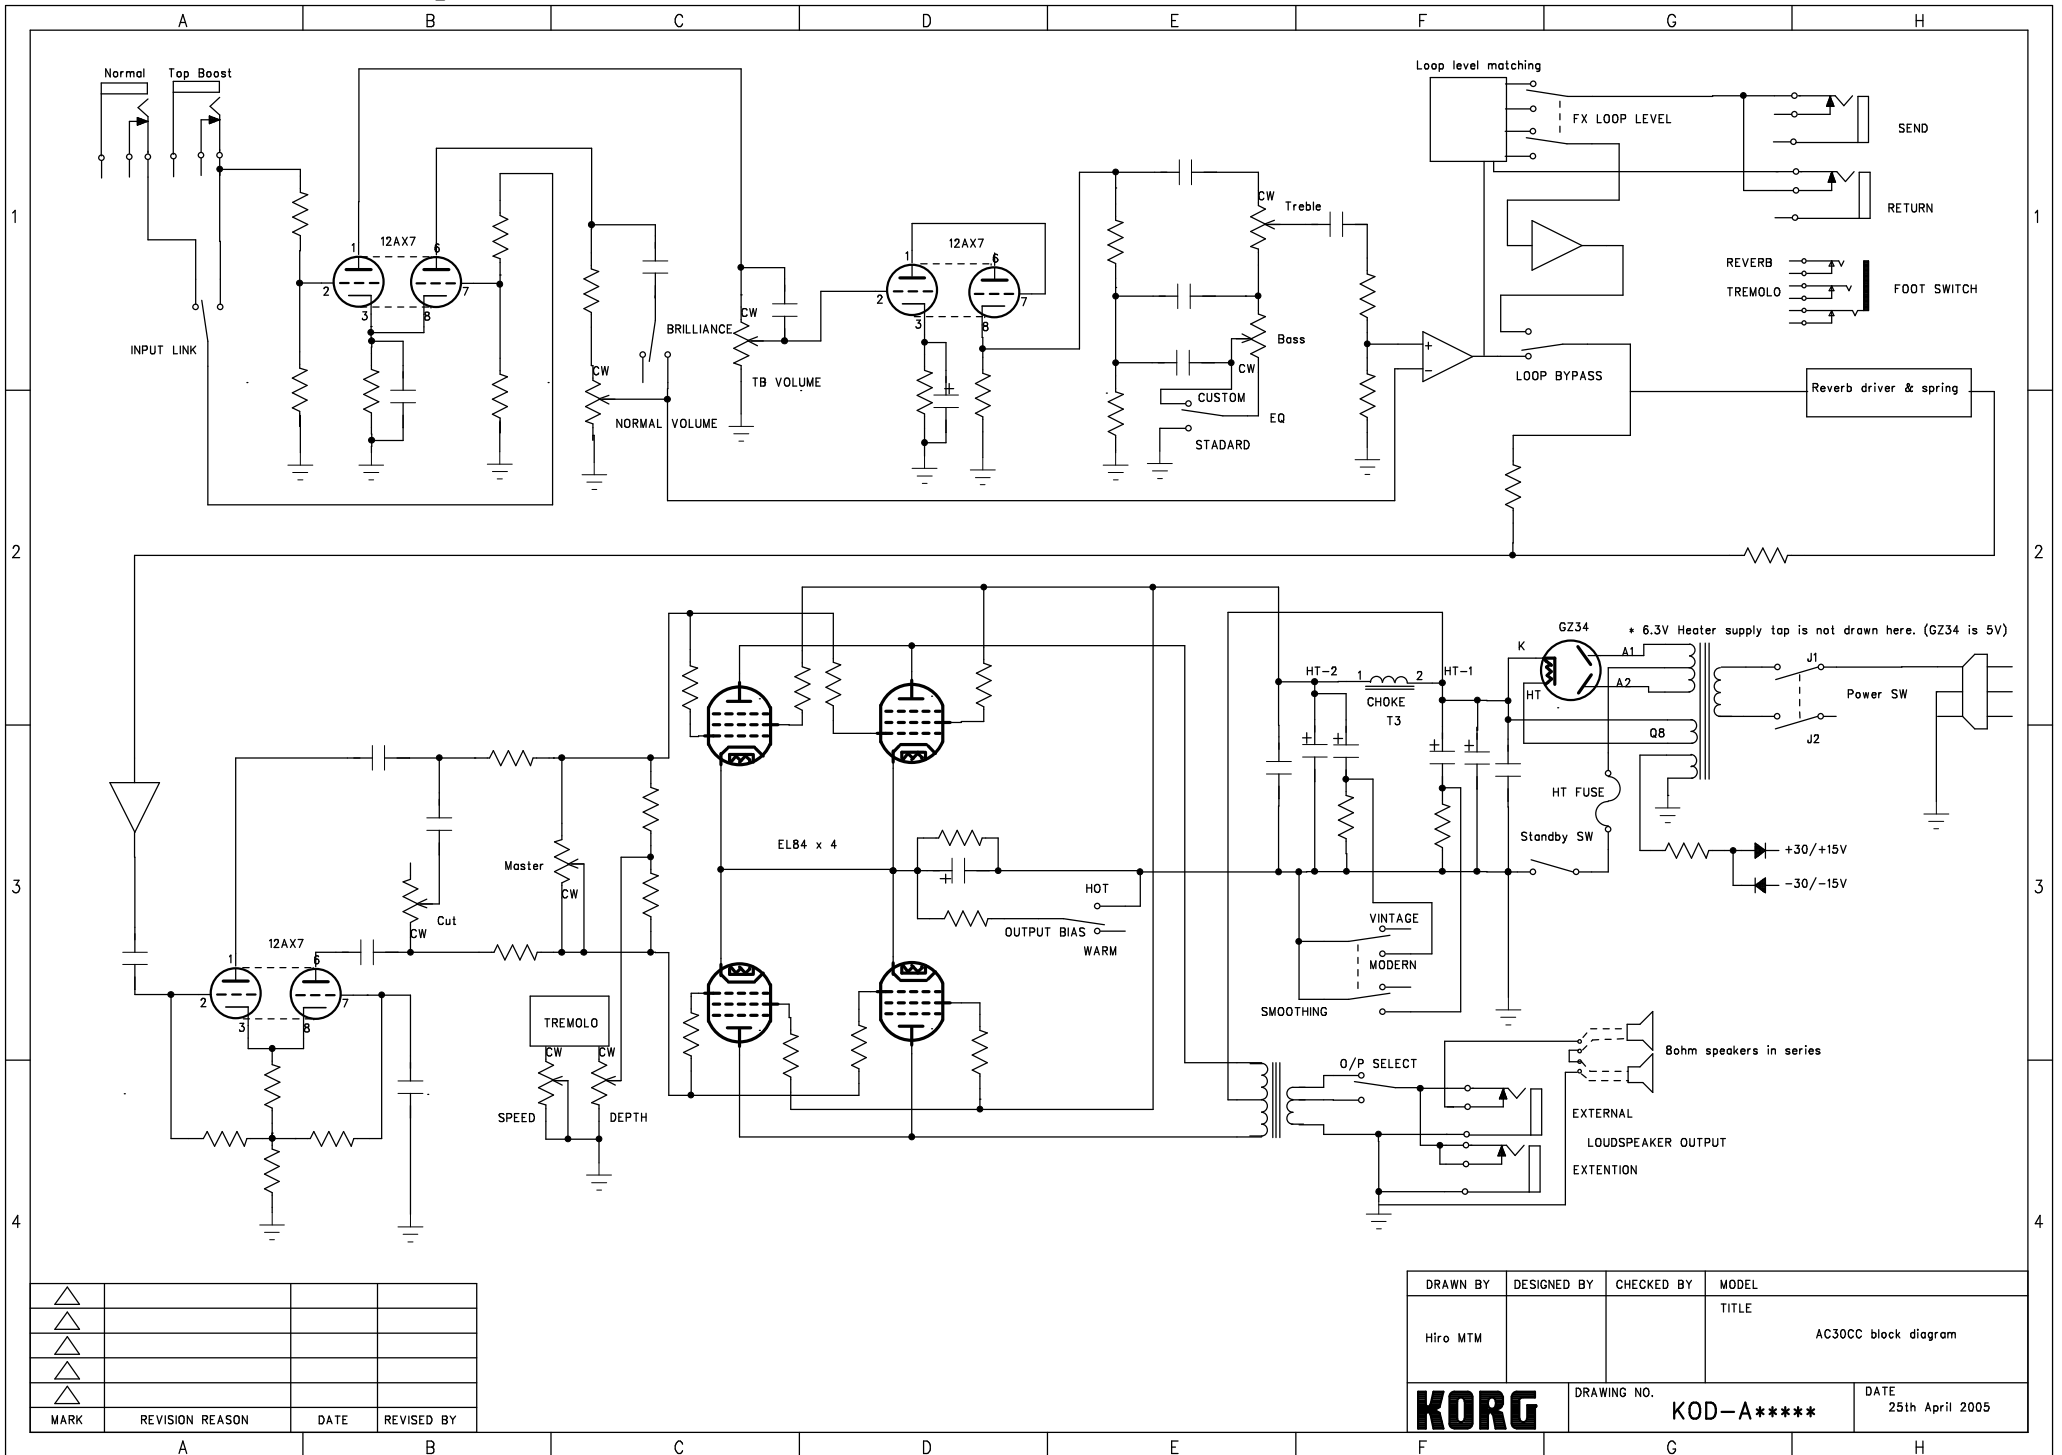 A B C D E F G H
Normal Top Boost
Loop level matching
FX LOOP LEVEL
SEND
RETURN
1 1
CW
Treble
12AX7
1 6
2 7
3 8
12AX7
1 6
2 7
3 8
REVERB
TREMOLO
FOOT SWITCH
INPUT LINK
BRILLIANCE
CW
TB VOLUME
Bass
CW
+
-
LOOP BYPASS
CW
NORMAL VOLUME
+
CUSTOM
EQ
STADARD
Reverb driver & spring
2 2
GZ34
* 6.3V Heater supply tap is not drawn here. (GZ34 is 5V)
K
A1
A2
HT
HT-2
1 2
HT-1
CHOKE
T3
J1
Power SW
J2
Q8
+ + + +
HT FUSE
Standby SW
+30/+15V
-30/-15V
EL84 x 4
Master
CW
+
HOT
OUTPUT BIAS
WARM
3 3
Cut
CW
VINTAGE
MODERN
SMOOTHING
12AX7
1 6
2 7
3 8
TREMOLO
CW CW
SPEED DEPTH
8ohm speakers in series
O/P SELECT
EXTERNAL
LOUDSPEAKER OUTPUT
EXTENTION
4 4
DRAWN BY DESIGNED BY CHECKED BY MODEL
TITLE
Hiro MTM
AC30CC block diagram
KORG
DRAWING NO.
KOD-A*****
DATE
25th April 2005
MARK REVISION REASON DATE REVISED BY
A B C D E F G H